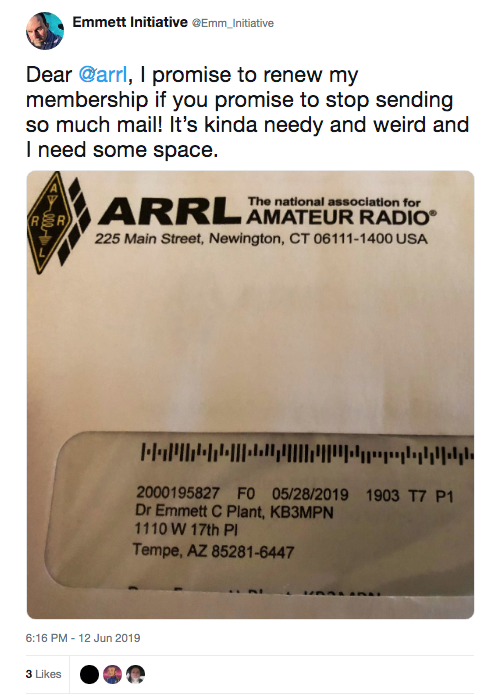 Emmett Initiative @Emm_Initiative
Dear @arrl, I promise to renew my
membership if you promise to stop sending
so much mail! It’s kinda needy and weird and
I need some space.
A
R R
L
ARRL The national association for
AMATEUR RADIO®
225 Main Street, Newington, CT 06111-1400 USA
2000195827 F0 05/28/2019 1903 T7 P1
Dr Emmett C Plant, KB3MPN
1110 W 17th Pl
Tempe, AZ 85281-6447
6:16 PM - 12 Jun 2019
3 Likes